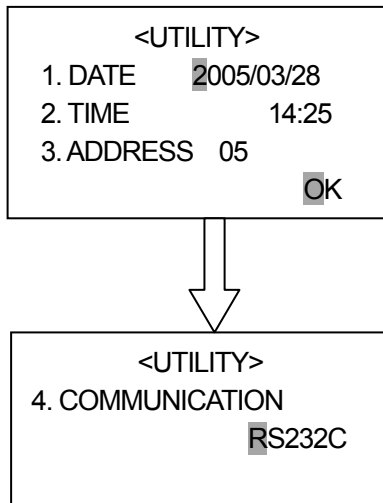 <UTILITY>
1. DATE 2005/03/28
2. TIME 14:25
3. ADDRESS 05
OK
<UTILITY>
4. COMMUNICATION
RS232C